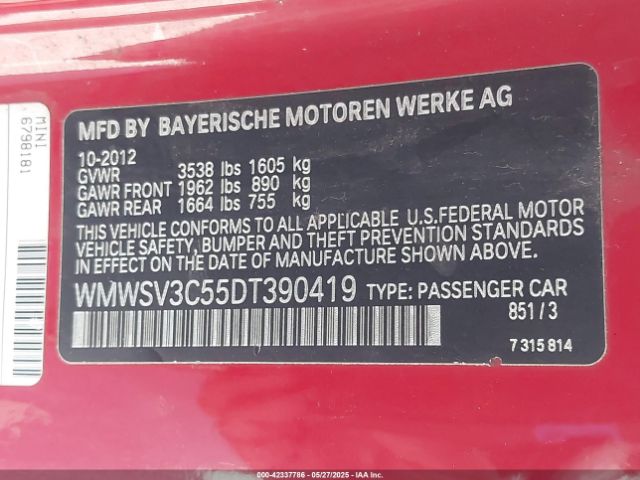 MINI
6798181
MFD BY BAYERISCHE MOTOREN WERKE AG
10-2012
GVWR 3538 lbs 1605 kg
GAWR FRONT 1962 lbs 890 kg
GAWR REAR 1664 lbs 755 kg
THIS VEHICLE CONFORMS TO ALL APPLICABLE U.S.FEDERAL MOTOR
VEHICLE SAFETY, BUMPER AND THEFT PREVENTION STANDARDS
IN EFFECT ON THE DATE OF MANUFACTURE SHOWN ABOVE.
WMWSV3C55DT390419 TYPE: PASSENGER CAR
851/3
7 315 814
000-42337786 - 05/27/2025 - IAAI.COM